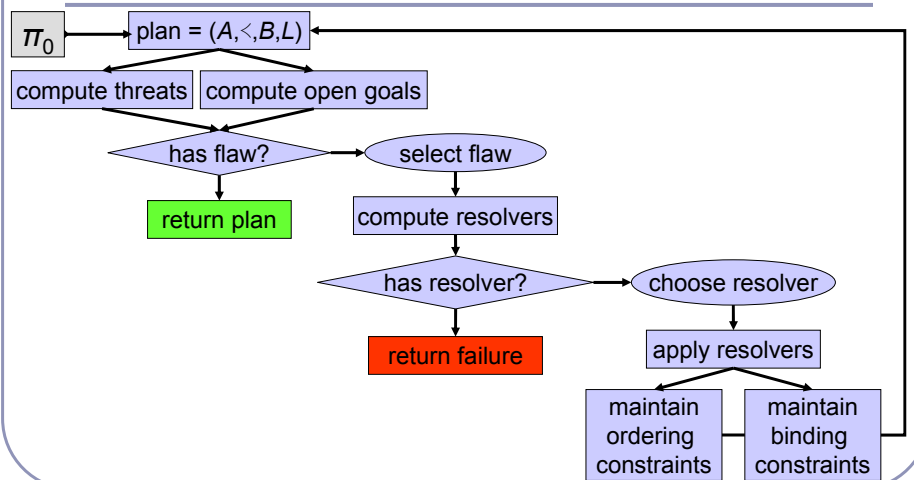 π0
plan = (A,<,B,L)
compute threats
compute open goals
has flaw?
select flaw
return plan
compute resolvers
has resolver?
choose resolver
return failure
apply resolvers
maintain
ordering
constraints
maintain
binding
constraints